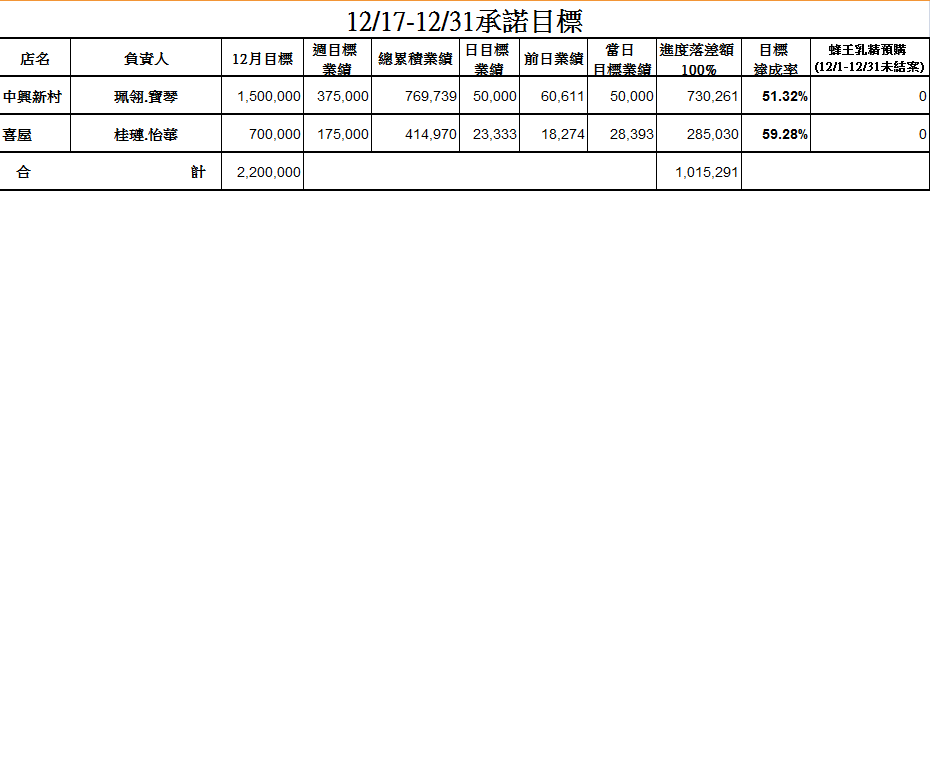 12/17-12/31承諾目標
店名 負責人 12月目標 週目標業績 總累積業績 日目標業績 前日業績 當日目標業績 進度落差額100% 目標達成率 蜂王乳精預購(12/1-12/31未結案)
中興新村 珮翎.寶琴 1,500,000 375,000 769,739 50,000 60,611 50,000 730,261 51.32% 0
喜屋 桂璉.怡華 700,000 175,000 414,970 23,333 18,274 28,393 285,030 59.28% 0
合 計 2,200,000 1,015,291